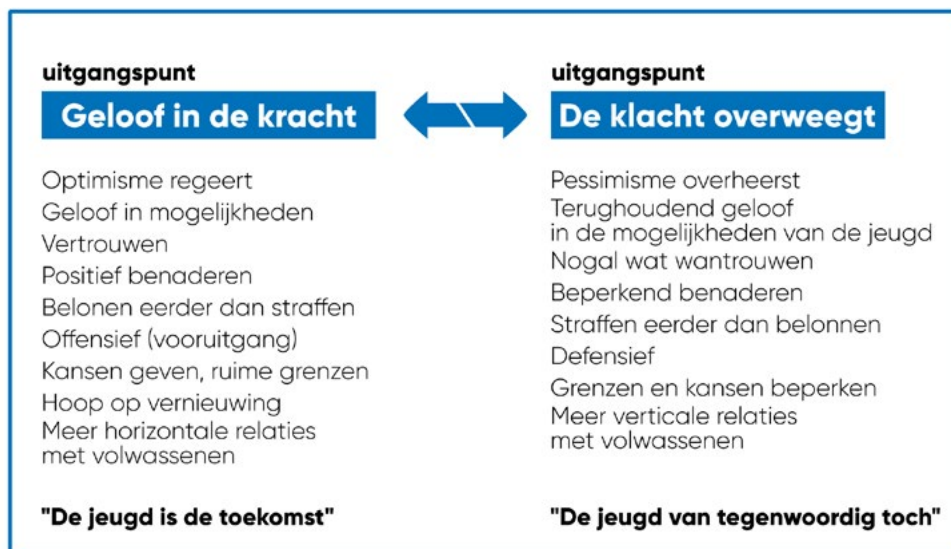 uitgangspunt
Geloof in de kracht
Optimisme regeert
Geloof in mogelijkheden
Vertrouwen
Positief benaderen
Belonen eerder dan straffen
Offensief (vooruitgang)
Kansen geven, ruime grenzen
Hoop op vernieuwing
Meer horizontale relaties
met volwassenen
"De jeugd is de toekomst"
uitgangspunt
De klacht overweegt
Pessimisme overheerst
Terughoudend geloof
in de mogelijkheden van de jeugd
Nogal wat wantrouwen
Beperkend benaderen
Straffen eerder dan belonnen
Defensief
Grenzen en kansen beperken
Meer verticale relaties
met volwassenen
"De jeugd van tegenwoordig toch"